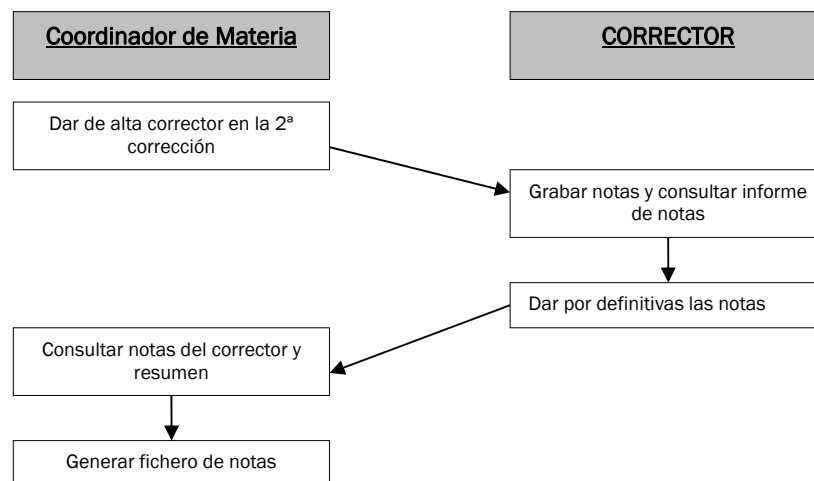 Coordinador de Materia
CORRECTOR
Dar de alta corrector en la 2ª
corrección
Grabar notas y consultar informe
de notas
Dar por definitivas las notas
Consultar notas del corrector y
resumen
Generar fichero de notas